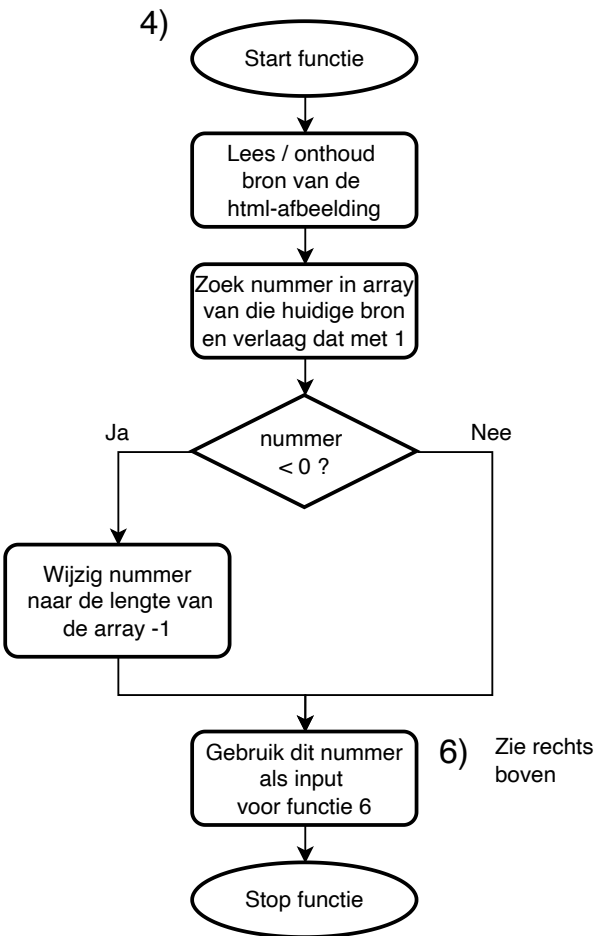 4)
Start functie
Lees / onthoud
bron van de
html-afbeelding
Zoek nummer in array
van die huidige bron
en verlaag dat met 1
nummer
< 0 ?
Ja
Nee
Wijzig nummer
naar de lengte van
de array -1
Gebruik dit nummer
als input
voor functie 6
6)
Zie rechts
boven
Stop functie